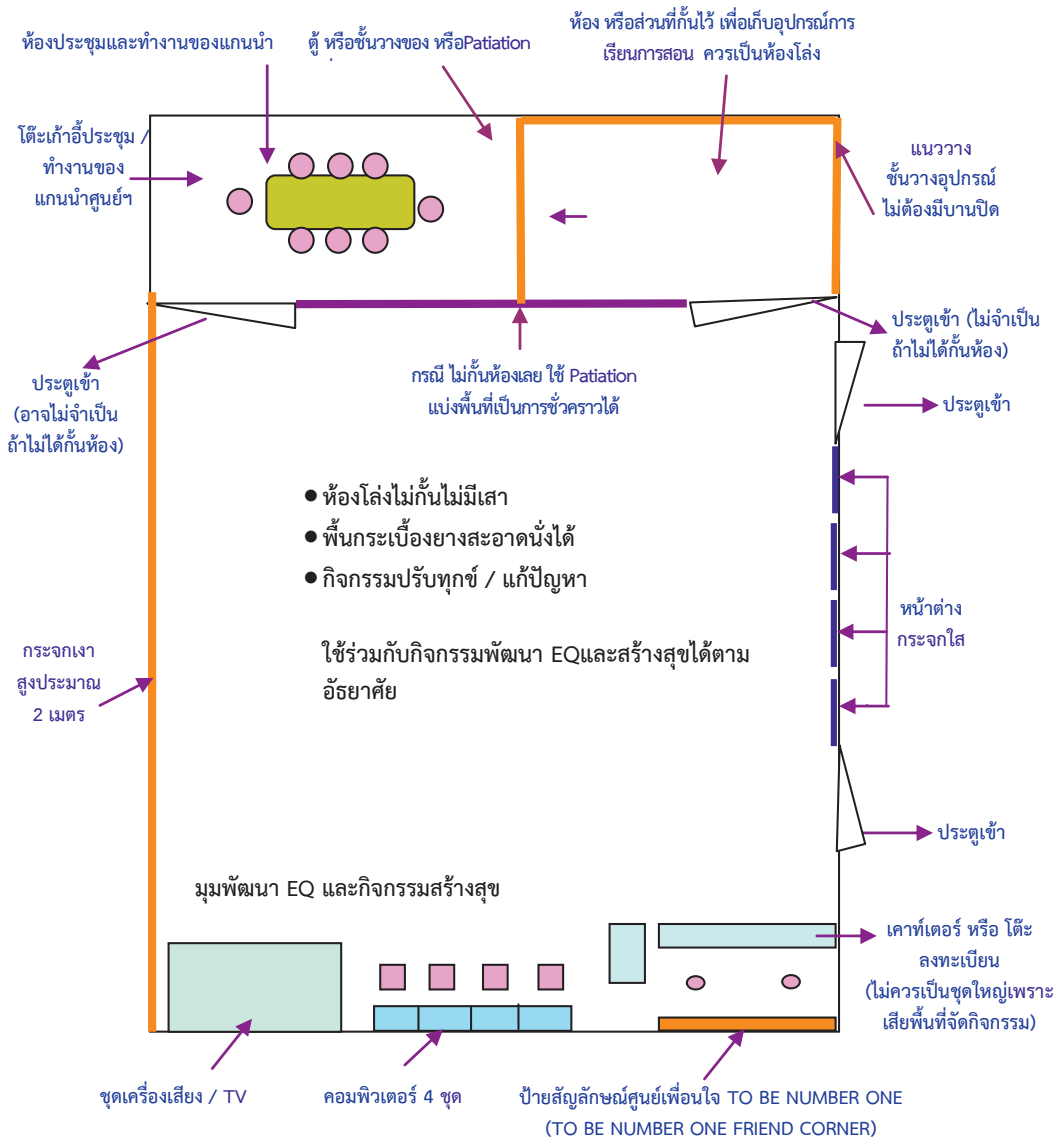 ห้องประชุมและทำงานของแกนนำ
ตู้ หรือชั้นวางของ หรือPatiation
ห้อง หรือส่วนที่กั้นไว้ เพื่อเก็บอุปกรณ์การ
เรียนการสอน ควรเป็นห้องโล่ง
โต๊ะเก้าอี้ประชุม /
ทำงานของ
แกนนำศูนย์ฯ
แนววาง
ชั้นวางอุปกรณ์
ไม่ต้องมีบานปิด
ประตูเข้า
(อาจไม่จำเป็น
ถ้าไม่ได้กั้นห้อง)
กรณี ไม่กั้นห้องเลย ใช้ Patiation
แบ่งพื้นที่เป็นการชั่วคราวได้
ประตูเข้า (ไม่จำเป็น
ถ้าไม่ได้กั้นห้อง)
ประตูเข้า
● ห้องโล่งไม่กั้นไม่มีเสา
● พื้นกระเบื้องยางสะอาดนั่งได้
● กิจกรรมปรับทุกข์ / แก้ปัญหา
ใช้ร่วมกับกิจกรรมพัฒนา EQและสร้างสุขได้ตาม
อัธยาศัย
หน้าต่าง
กระจกใส
กระจกเงา
สูงประมาณ
2 เมตร
ประตูเข้า
มุมพัฒนา EQ และกิจกรรมสร้างสุข
เคาท์เตอร์ หรือ โต๊ะ
ลงทะเบียน
(ไม่ควรเป็นชุดใหญ่เพราะ
เสียพื้นที่จัดกิจกรรม)
ชุดเครื่องเสียง / TV
คอมพิวเตอร์ 4 ชุด
ป้ายสัญลักษณ์ศูนย์เพื่อนใจ TO BE NUMBER ONE
(TO BE NUMBER ONE FRIEND CORNER)